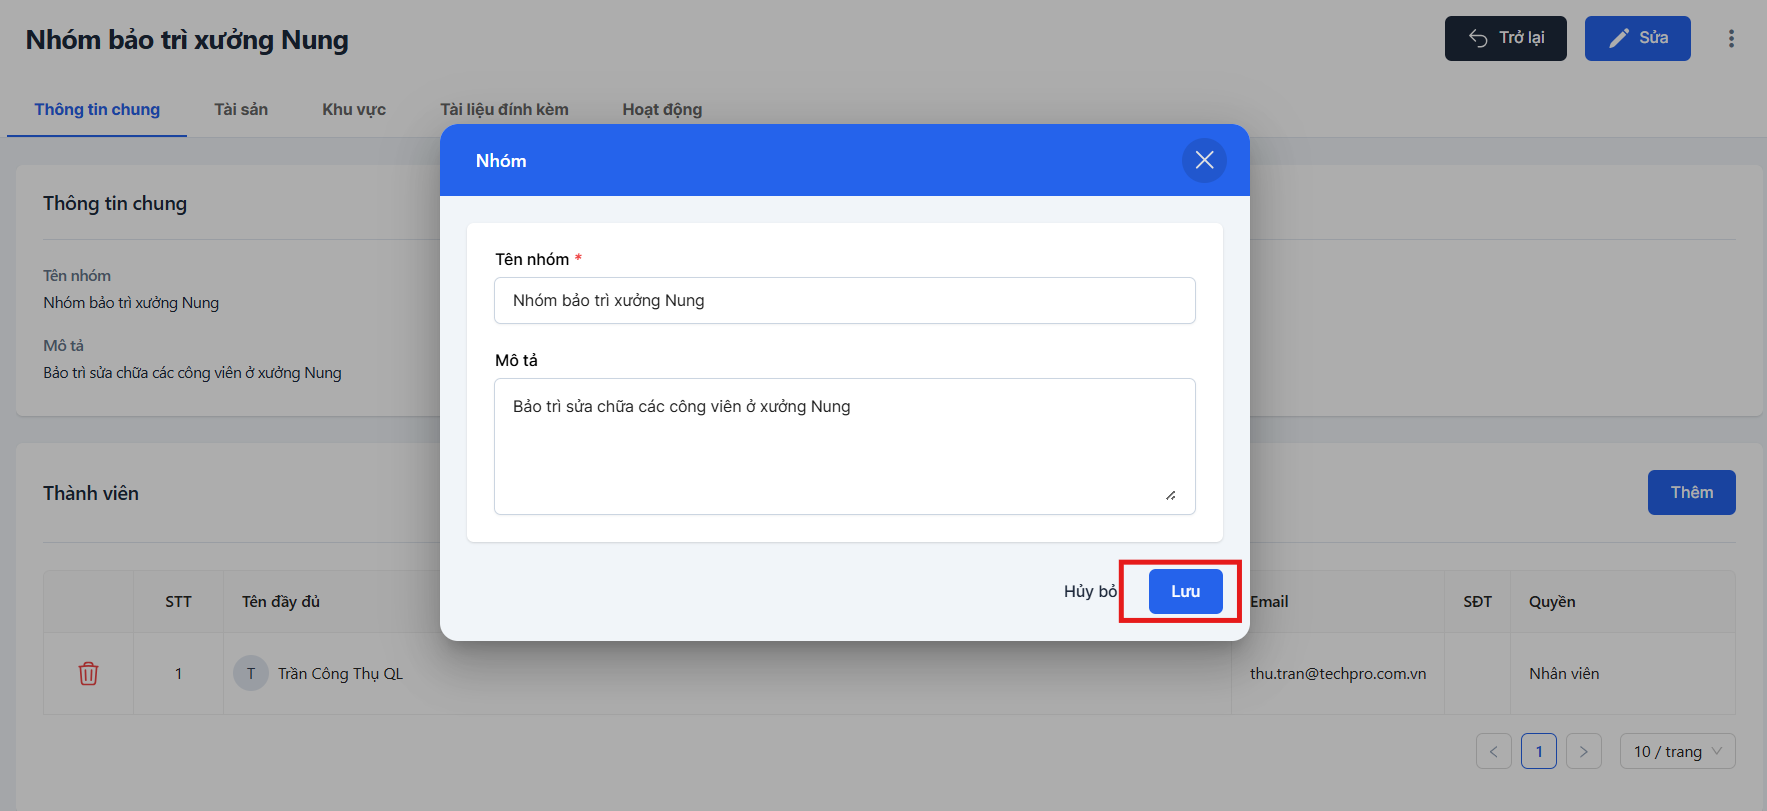 Nhóm bảo trì xưởng Nung
Trở lại
Sửa
Thông tin chung
Tài sản
Khu vực
Tài liệu đính kèm
Hoạt động
Nhóm
Thông tin chung
Tên nhóm
Nhóm bảo trì xưởng Nung
Mô tả
Bảo trì sửa chữa các công viên ở xưởng Nung
Tên nhóm *
Nhóm bảo trì xưởng Nung
Mô tả
Bảo trì sửa chữa các công viên ở xưởng Nung
Hủy bỏ
Lưu
Thành viên
Thêm
STT
Tên đầy đủ
Email
SĐT
Quyền
1
T
Trần Công Thụ QL
thu.tran@techpro.com.vn
Nhân viên
<
1
>
10 / trang